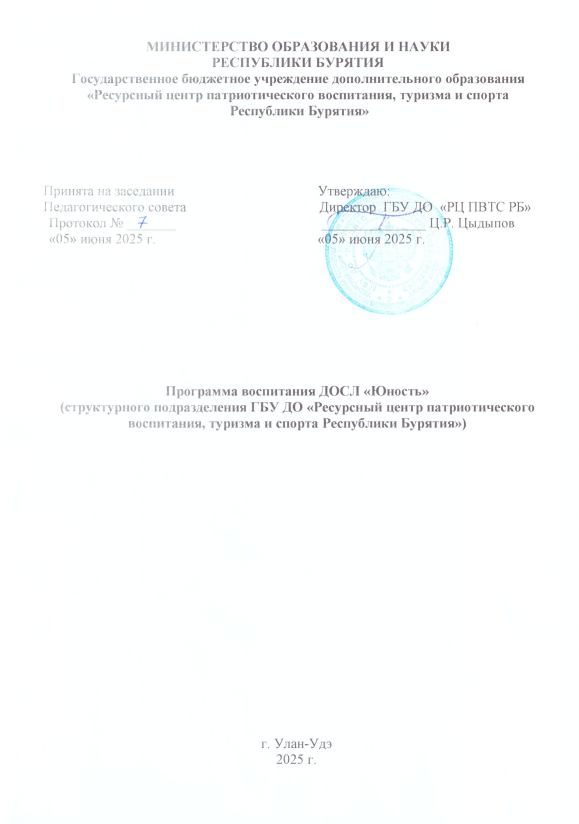 МИНИСТЕРСТВО ОБРАЗОВАНИЯ И НАУКИ
РЕСПУБЛИКИ БУРЯТИЯ
Государственное бюджетное учреждение дополнительного образования
«Ресурсный центр патриотического воспитания, туризма и спорта
Республики Бурятия»
Принята на заседании
Педагогического совета
Протокол № 7
«05» июня 2025 г.
Утверждаю:
Директор ГБУ ДО «РЦ ПВТС РБ»
Ц.Р. Цыдыпов
«05» июня 2025 г.
Программа воспитания ДОСЛ «Юность»
(структурного подразделения ГБУ ДО «Ресурсный центр патриотического
воспитания, туризма и спорта Республики Бурятия»)
г. Улан-Удэ
2025 г.